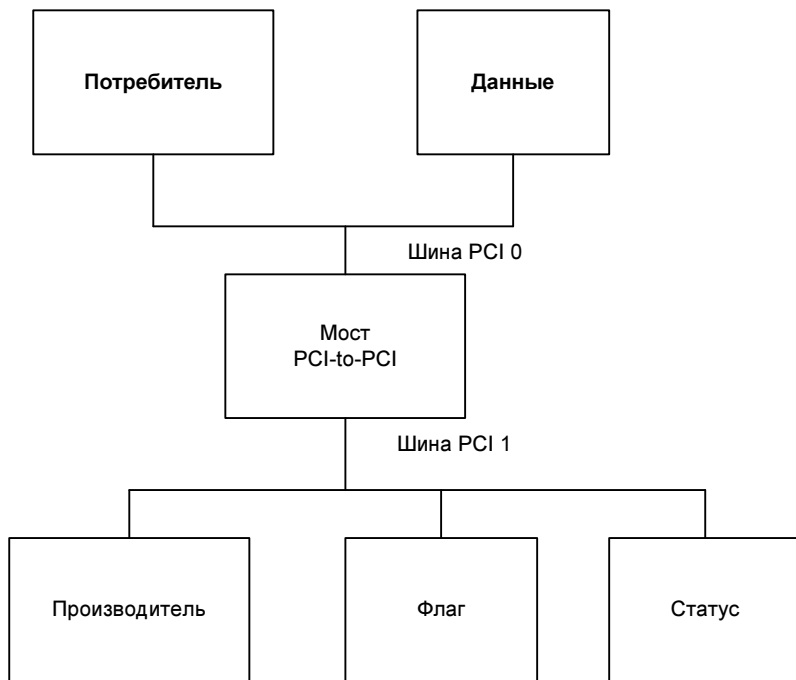 Потребитель
Данные
Шина PCI 0
Мост
PCI-to-PCI
Шина PCI 1
Производитель
Флаг
Статус